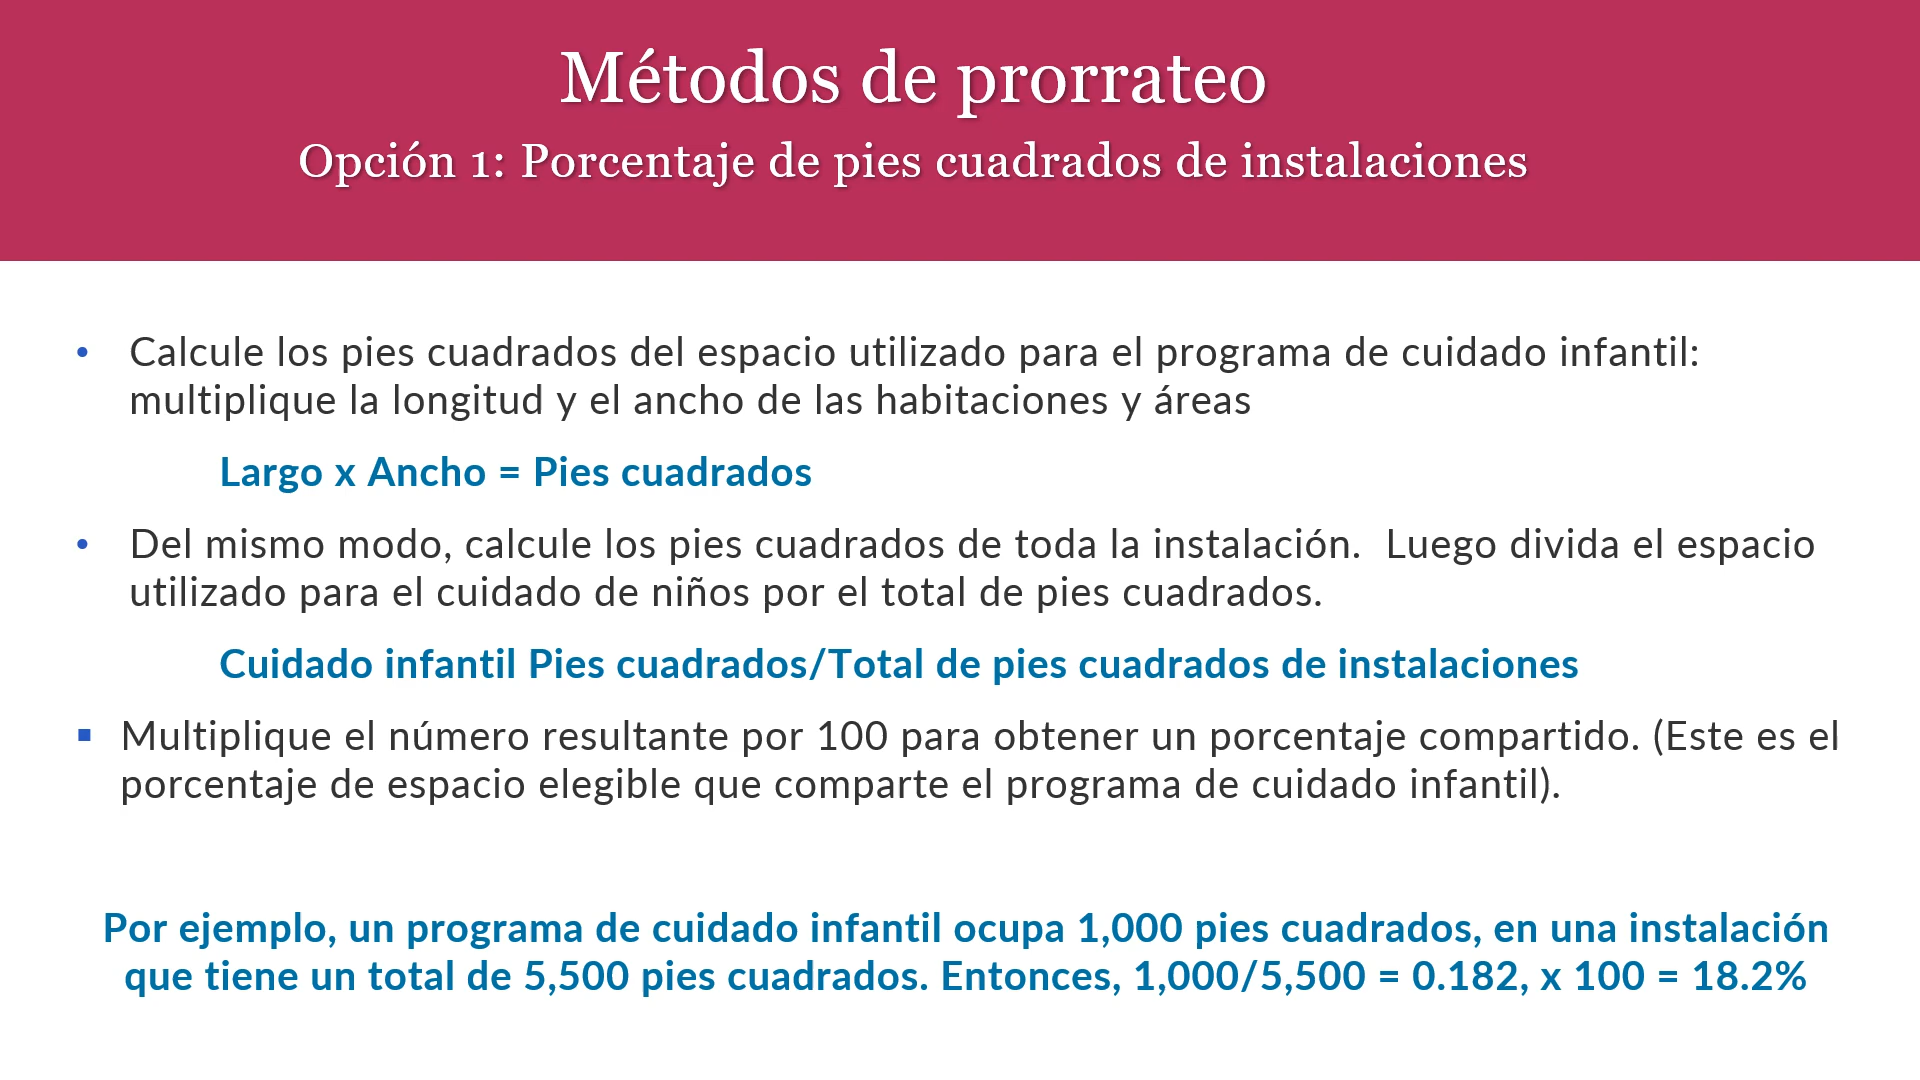 Métodos de prorrateo
Opción 1: Porcentaje de pies cuadrados de instalaciones
• Calcule los pies cuadrados del espacio utilizado para el programa de cuidado infantil:
multiplique la longitud y el ancho de las habitaciones y áreas
Largo x Ancho = Pies cuadrados
• Del mismo modo, calcule los pies cuadrados de toda la instalación.  Luego divida el espacio
utilizado para el cuidado de niños por el total de pies cuadrados.
Cuidado infantil Pies cuadrados/Total de pies cuadrados de instalaciones
▪ Multiplique el número resultante por 100 para obtener un porcentaje compartido. (Este es el
porcentaje de espacio elegible que comparte el programa de cuidado infantil).
Por ejemplo, un programa de cuidado infantil ocupa 1,000 pies cuadrados, en una instalación
que tiene un total de 5,500 pies cuadrados. Entonces, 1,000/5,500 = 0.182, x 100 = 18.2%